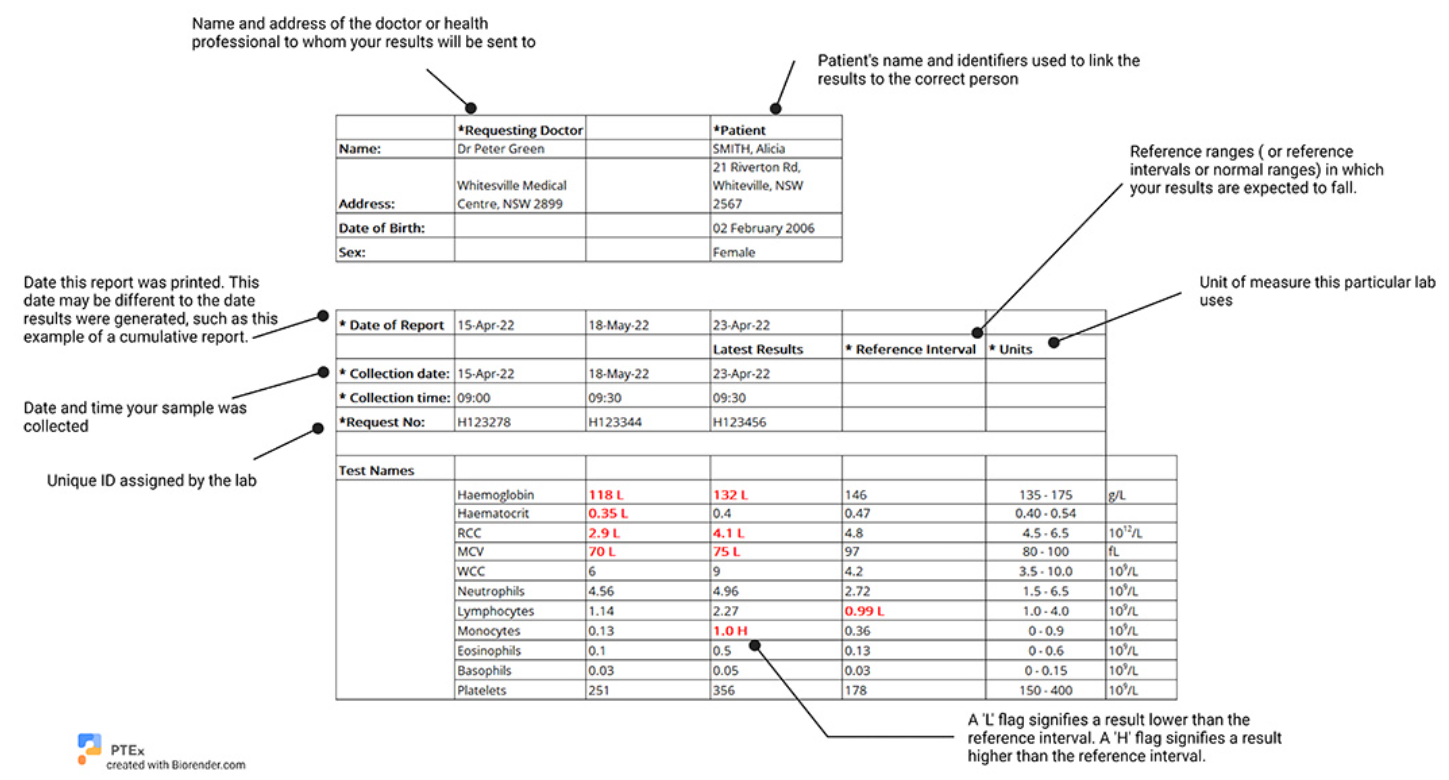 Name and address of the doctor or health
professional to whom your results will be sent to
Patient's name and identifiers used to link the
results to the correct person
*Requesting Doctor *Patient
Name: Dr Peter Green SMITH, Alicia
Address: Whitesville Medical Centre, NSW 2899 21 Riverton Rd, Whiteville, NSW 2567
Date of Birth: 02 February 2006
Sex: Female
Reference ranges ( or reference
intervals or normal ranges) in which
your results are expected to fall.
Unit of measure this particular lab
uses
Date this report was printed. This
date may be different to the date
results were generated, such as this
example of a cumulative report.
Date and time your sample was
collected
Unique ID assigned by the lab
* Date of Report 15-Apr-22 18-May-22 23-Apr-22
Latest Results * Reference Interval * Units
* Collection date: 15-Apr-22 18-May-22 23-Apr-22
* Collection time: 09:00 09:30 09:30
*Request No: H123278 H123344 H123456
Test Names
Haemoglobin 118 L 132 L 146 135 - 175 g/L
Haematocrit 0.35 L 0.4 0.47 0.40 - 0.54
RCC 2.9 L 4.1 L 4.8 4.5 - 6.5 10¹²/L
MCV 70 L 75 L 97 80 - 100 fL
WCC 6 9 4.2 3.5 - 10.0 10⁹/L
Neutrophils 4.56 4.96 2.72 1.5 - 6.5 10⁹/L
Lymphocytes 1.14 2.27 0.99 L 1.0 - 4.0 10⁹/L
Monocytes 0.13 1.0 H 0.36 0 - 0.9 10⁹/L
Eosinophils 0.1 0.5 0.13 0 - 0.6 10⁹/L
Basophils 0.03 0.05 0.03 0 - 0.15 10⁹/L
Platelets 251 356 178 150 - 400 10⁹/L
A 'L' flag signifies a result lower than the
reference interval. A 'H' flag signifies a result
higher than the reference interval.
PTEx
created with Biorender.com